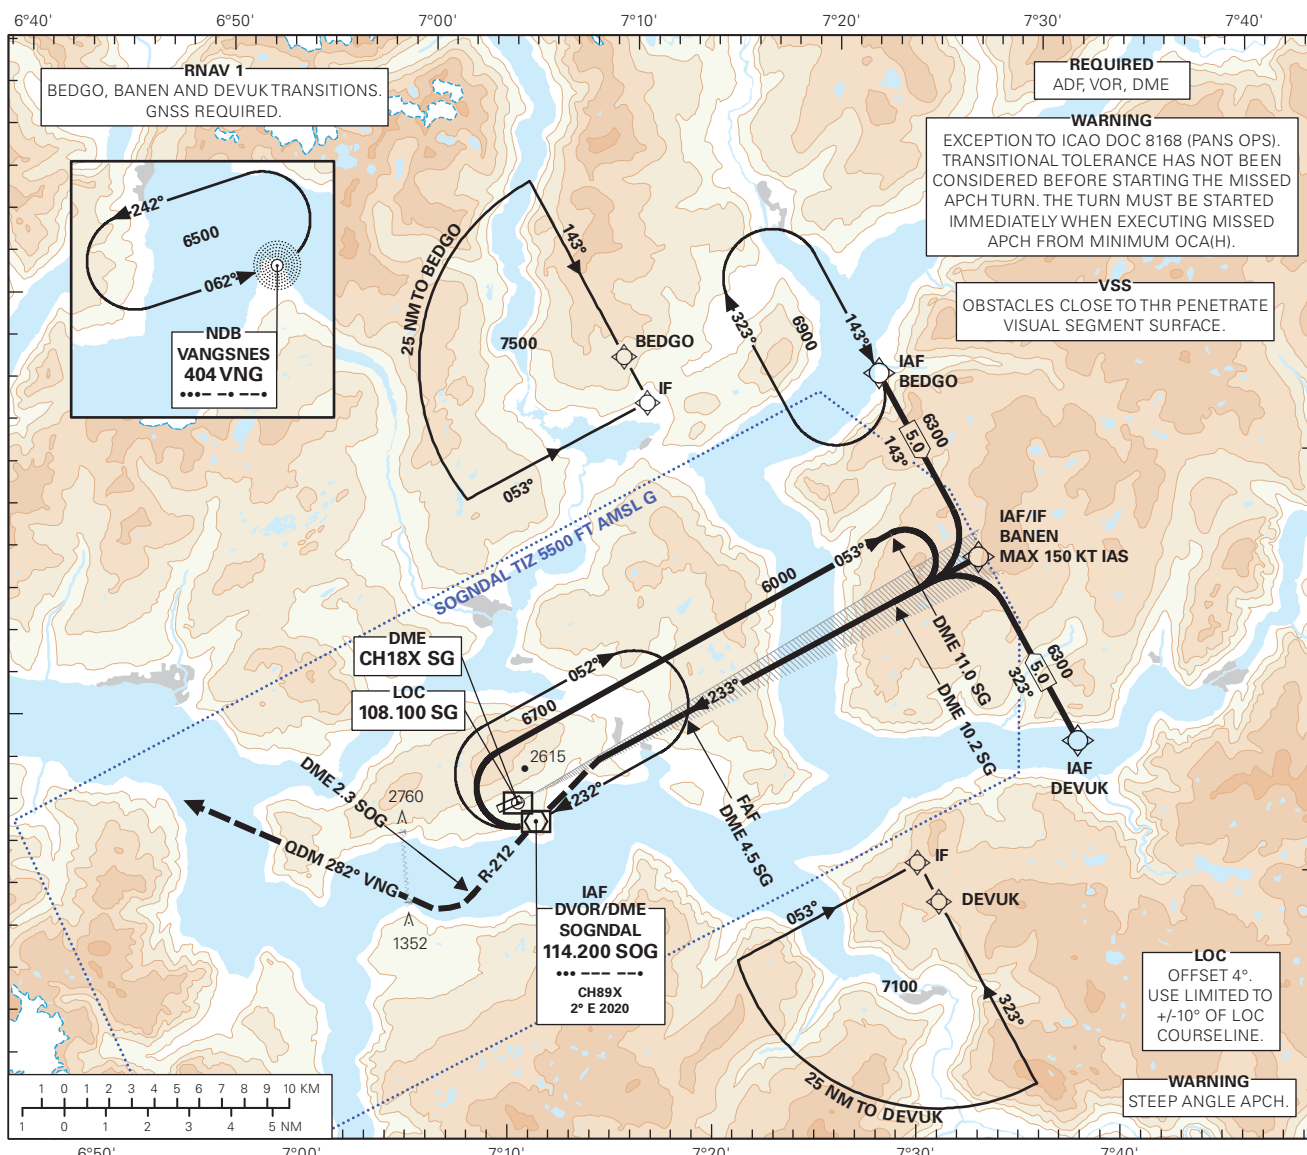 6°40'
6°50'
7°00'
7°10'
7°20'
7°30'
7°40'
RNAV 1
BEDGO, BANEN AND DEVUK TRANSITIONS.
GNSS REQUIRED.
REQUIRED
ADF, VOR, DME
WARNING
EXCEPTION TO ICAO DOC 8168 (PANS OPS).
TRANSITIONAL TOLERANCE HAS NOT BEEN
CONSIDERED BEFORE STARTING THE MISSED
APCH TURN. THE TURN MUST BE STARTED
IMMEDIATELY WHEN EXECUTING MISSED
APCH FROM MINIMUM OCA(H).
VSS
OBSTACLES CLOSE TO THR PENETRATE
VISUAL SEGMENT SURFACE.
242°
6500
062°
NDB
VANGSNES
404 VNG
25 NM TO BEDGO
143°
7500
BEDGO
IF
053°
323°
6900
143°
IAF
BEDGO
6300
5.0
143°
IAF/IF
BANEN
MAX 150 KT IAS
SOGNDAL TIZ 5500 FT AMSL G
6000
053°
DME
CH18X SG
LOC
108.100 SG
052°
6700
2615
233°
DME 11.0 SG
DME 10.2 SG
6300
5.0
323°
IAF
DEVUK
DME 2.3 SOG
2760
232°
FAF
DME 4.5 SG
QDM 282° VNG
R-212
1352
IAF
DVOR/DME
SOGNDAL
114.200 SOG
CH89X
2° E 2020
IF
DEVUK
053°
7100
323°
25 NM TO DEVUK
LOC
OFFSET 4°.
USE LIMITED TO
+/-10° OF LOC
COURSELINE.
WARNING
STEEP ANGLE APCH.
1 0 1 2 3 4 5 6 7 8 9 10 KM
1 0 1 2 3 4 5 NM
6°50'
7°00'
7°10'
7°20'
7°30'
7°40'